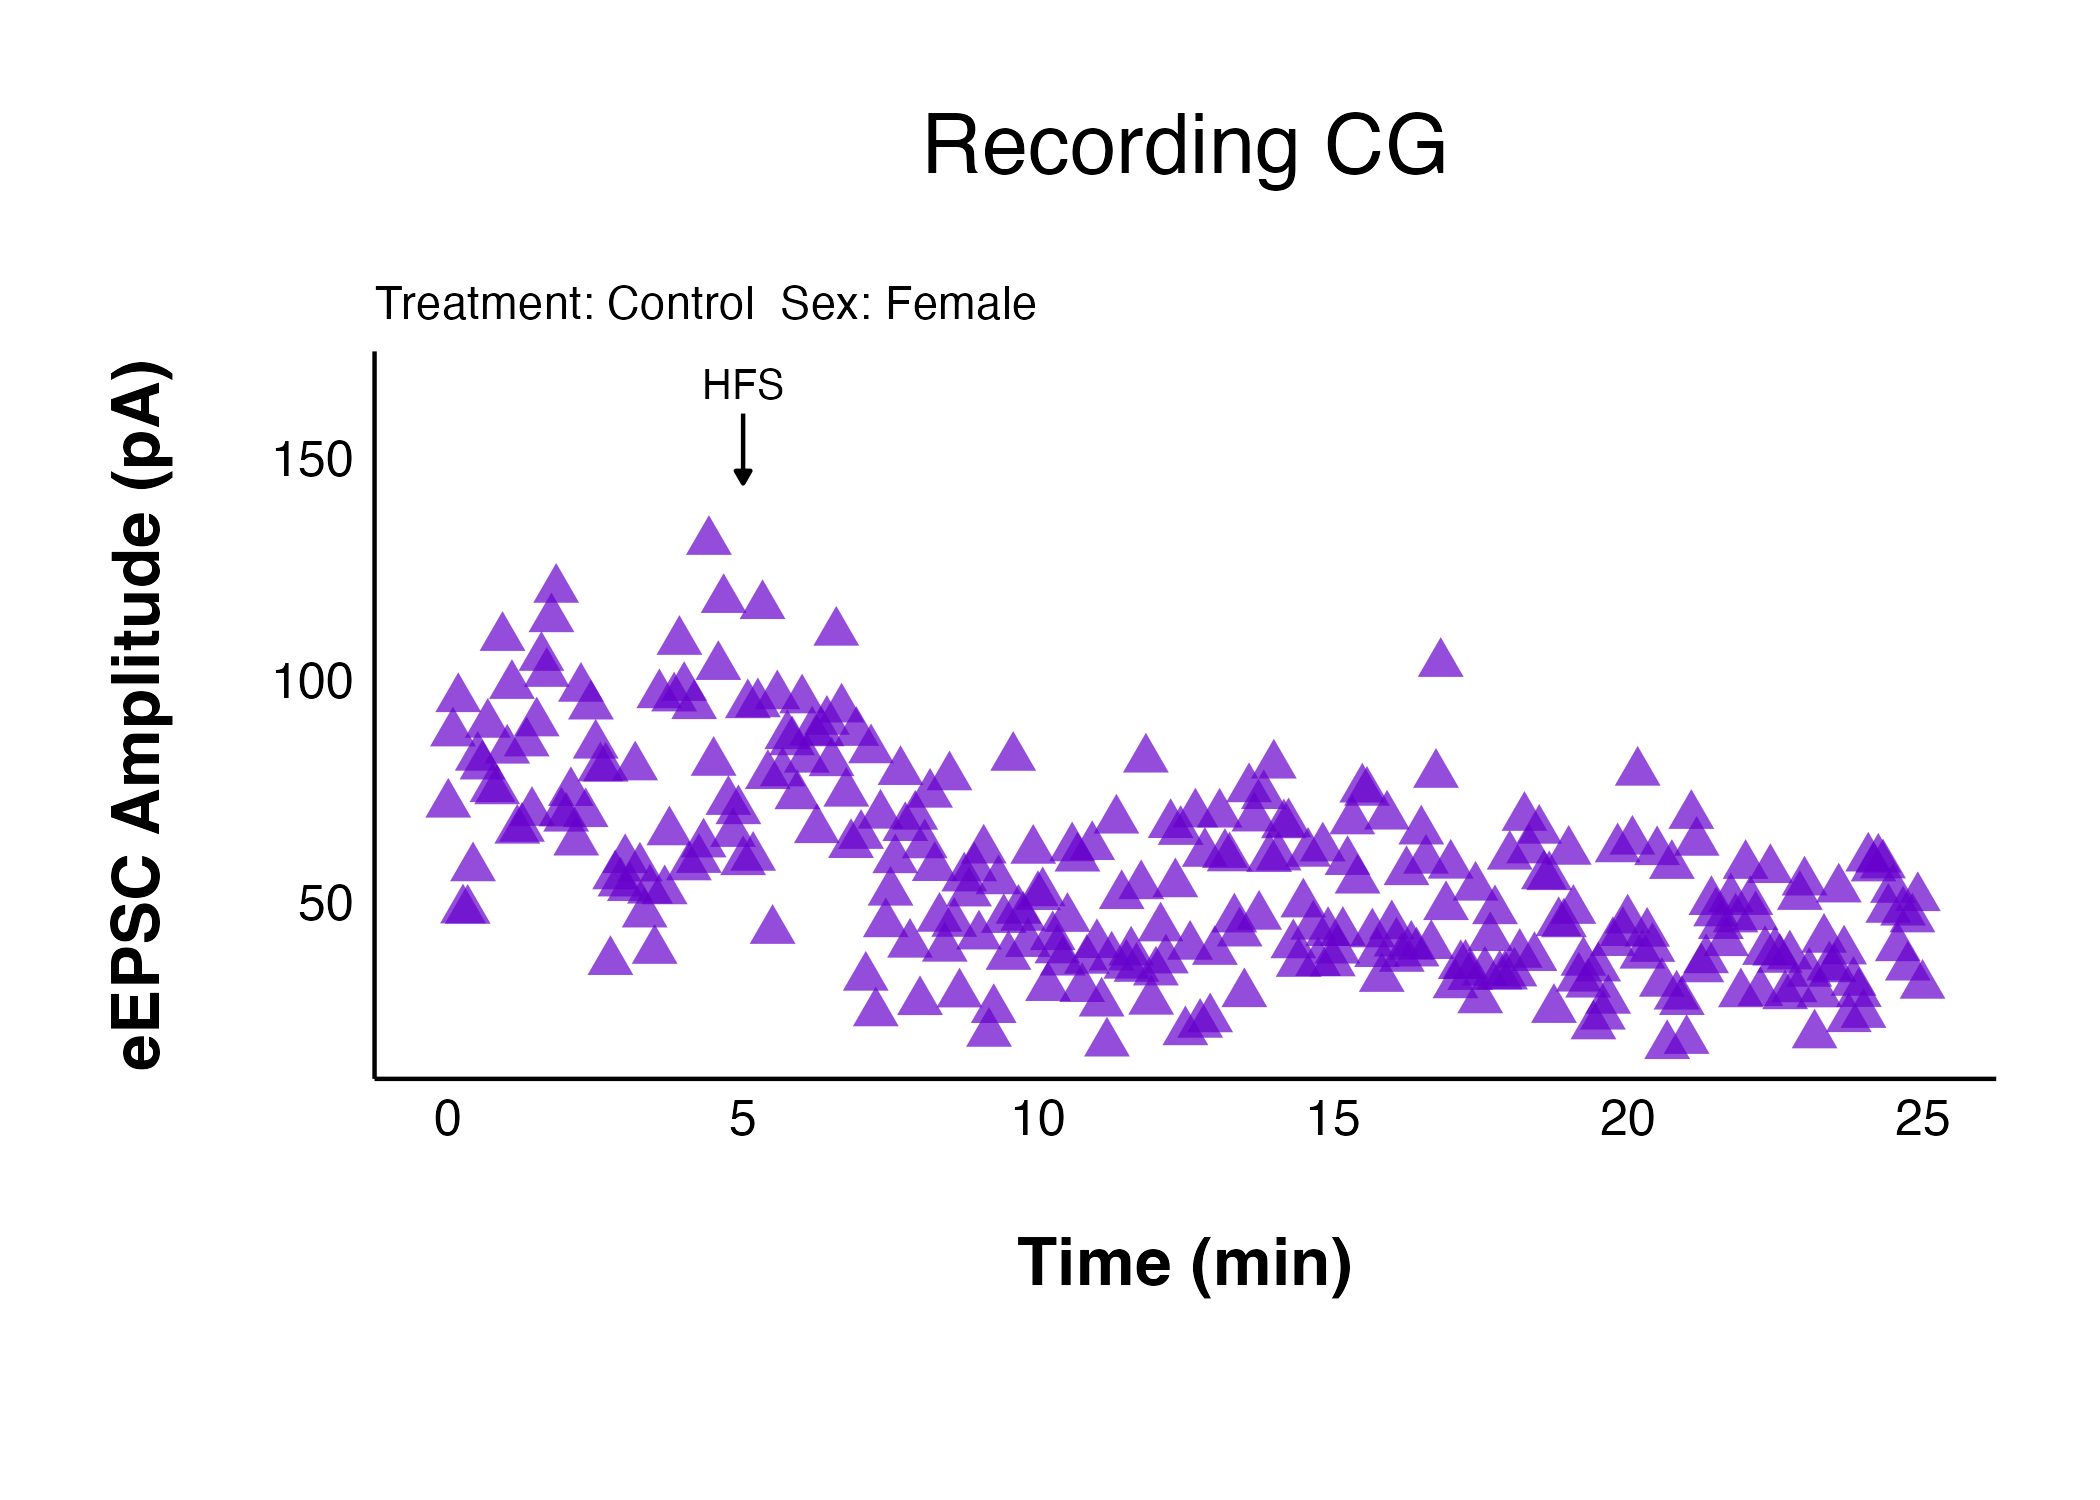 Recording CG
Treatment: Control  Sex: Female
HFS
eEPSC Amplitude (pA)
150
100
50
0 5 10 15 20 25
Time (min)